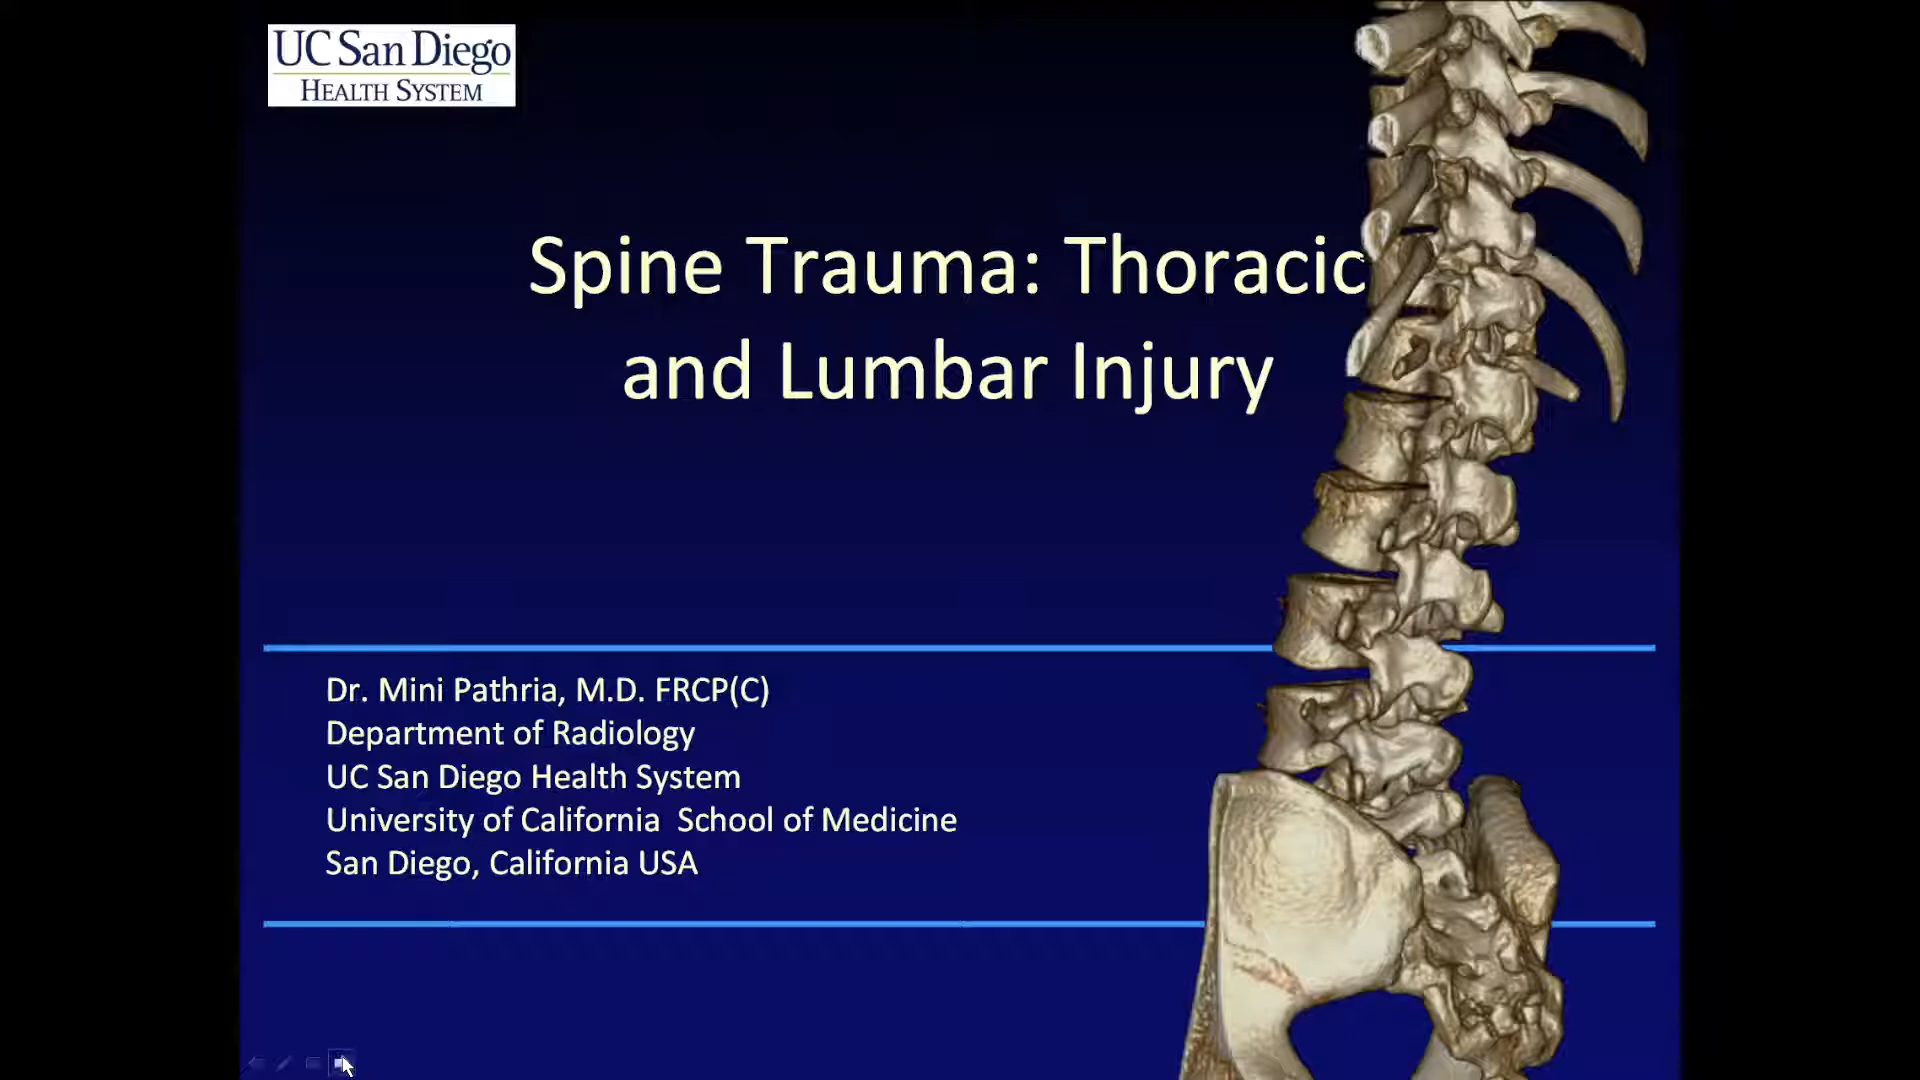 UC San Diego
HEALTH SYSTEM
Spine Trauma: Thoracic
and Lumbar Injury
Dr. Mini Pathria, M.D. FRCP(C)
Department of Radiology
UC San Diego Health System
University of California  School of Medicine
San Diego, California USA